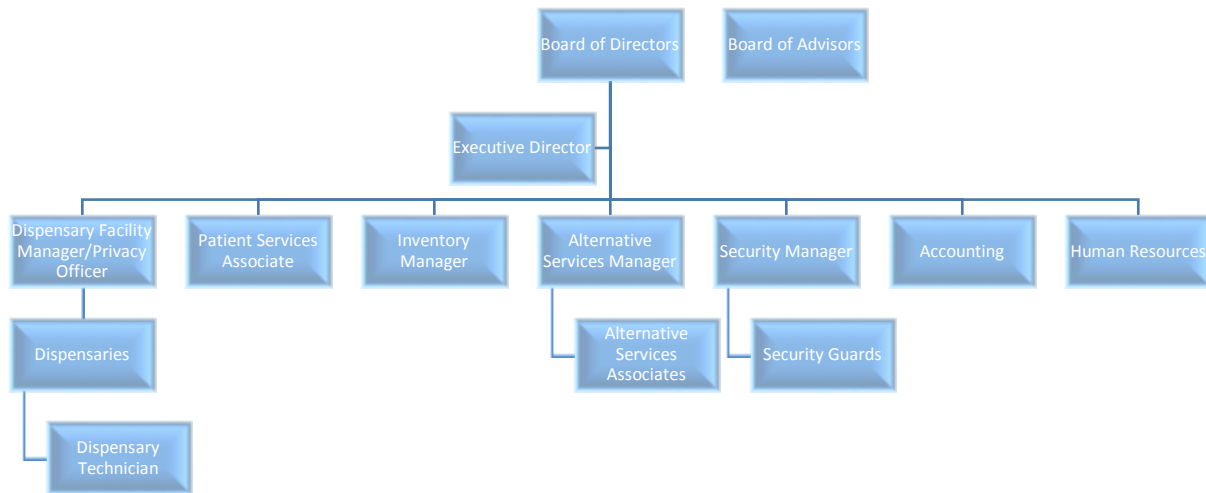 Board of Directors
Board of Advisors
Executive Director
Dispensary Facility
Manager/Privacy
Officer
Patient Services
Associate
Inventory
Manager
Alternative
Services Manager
Security Manager
Accounting
Human Resources
Dispensaries
Alternative
Services
Associates
Security Guards
Dispensary
Technician